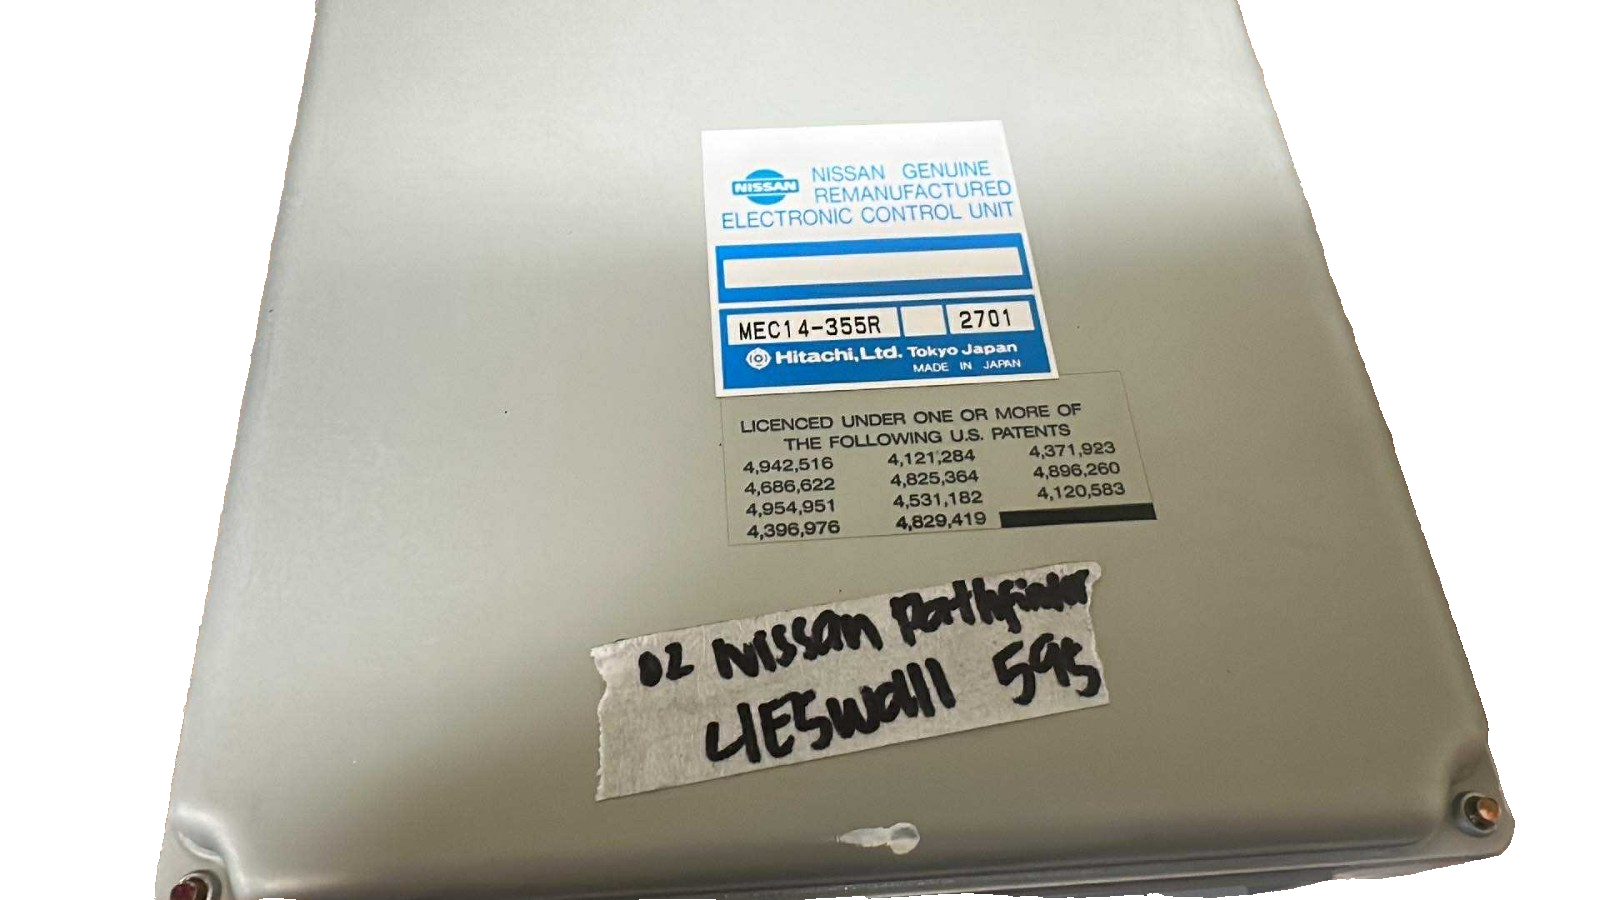 NISSAN
NISSAN GENUINE
REMANUFACTURED
ELECTRONIC CONTROL UNIT
MEC14-355R 2701
Hitachi, Ltd. Tokyo Japan
MADE IN JAPAN
LICENCED UNDER ONE OR MORE OF
THE FOLLOWING U.S. PATENTS
4,942,516 4,121,284 4,371,923
4,686,622 4,825,364 4,896,260
4,954,951 4,531,182 4,120,583
4,396,976 4,829,419
02 Nissan Pathfinder
4E5wd111 595